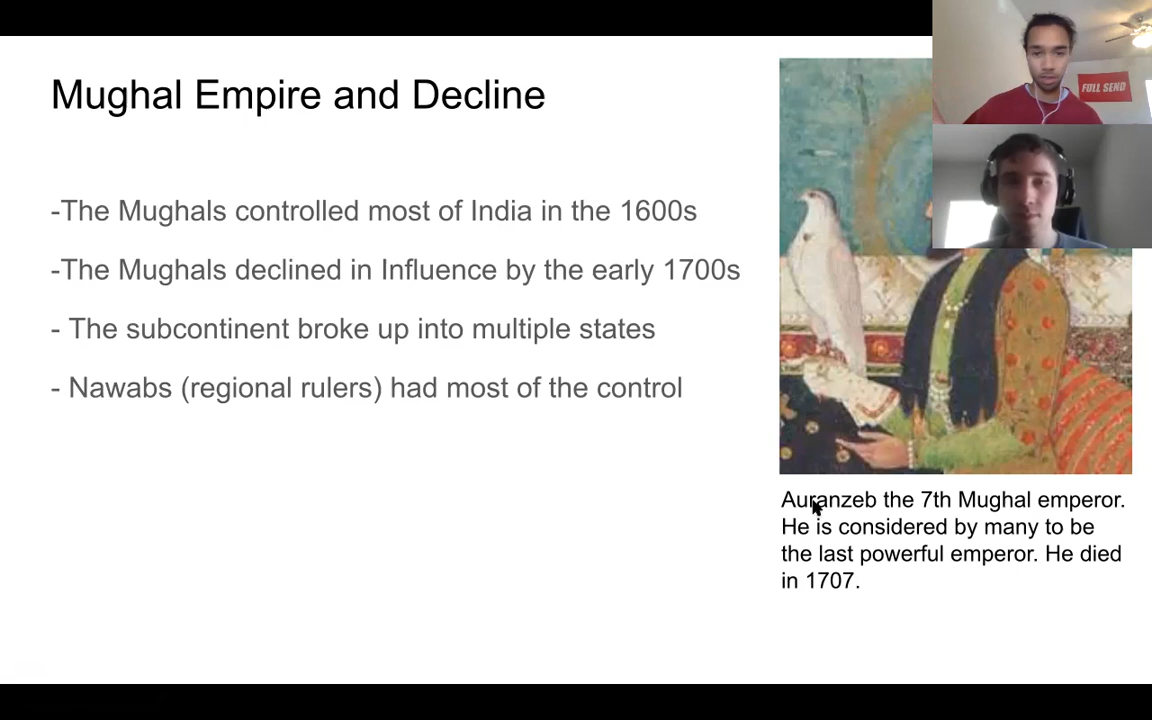 Mughal Empire and Decline
FULL SEND
-The Mughals controlled most of India in the 1600s
-The Mughals declined in Influence by the early 1700s
- The subcontinent broke up into multiple states
- Nawabs (regional rulers) had most of the control
Auranzeb the 7th Mughal emperor.
He is considered by many to be
the last powerful emperor. He died
in 1707.